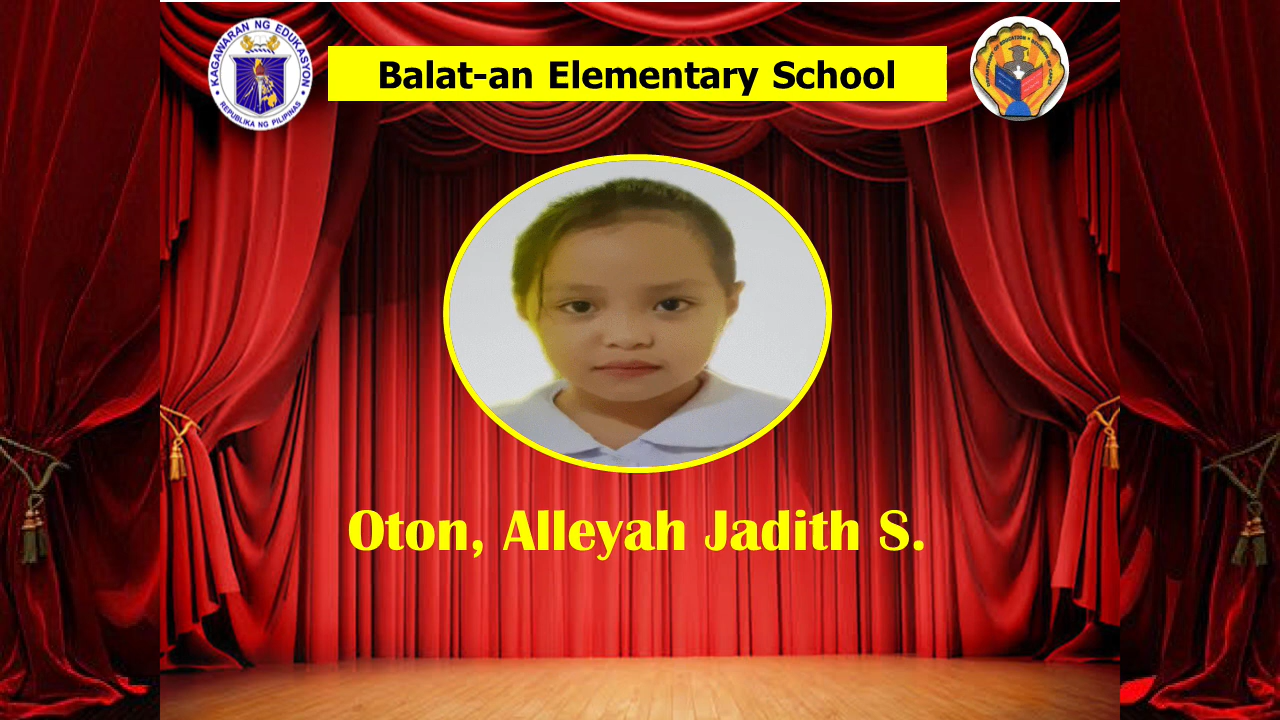 KAGAWARAN NG EDUKASYON
REPUBLIKA NG PILIPINAS
Balat-an Elementary School
Oton, Alleyah Jadith S.